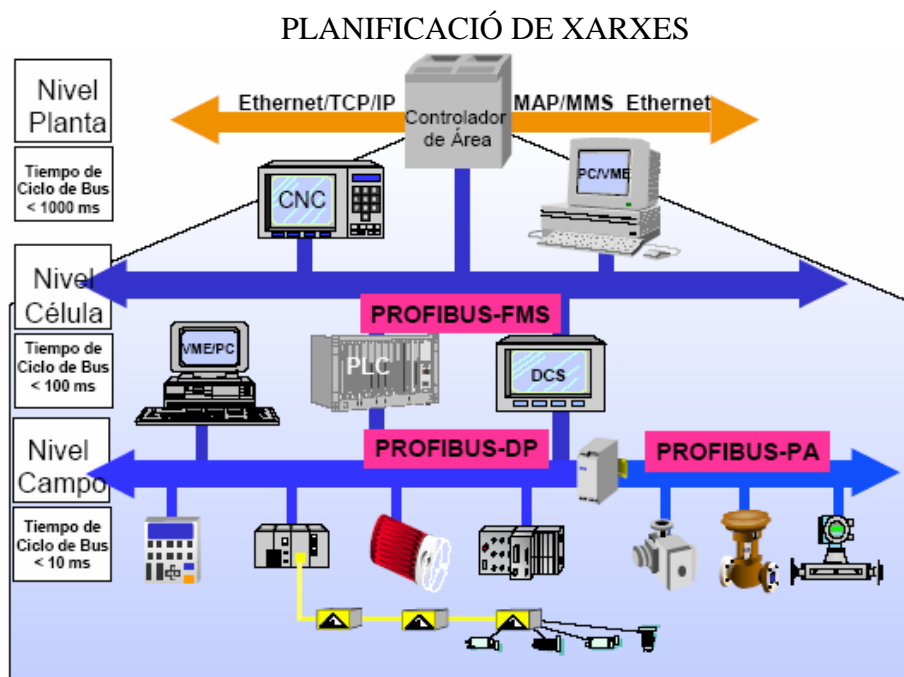 PLANIFICACIÓ DE XARXES
Nivel
Planta
Ethernet/TCP/IP
MAP/MMS Ethernet
Controlador
de Área
Tiempo de
Ciclo de Bus
< 1000 ms
CNC
PC/VME
Nivel
Célula
PROFIBUS-FMS
Tiempo de
Ciclo de Bus
< 100 ms
VME/PC
PLC
DCS
Nivel
Campo
PROFIBUS-DP
PROFIBUS-PA
Tiempo de
Ciclo de Bus
< 10 ms